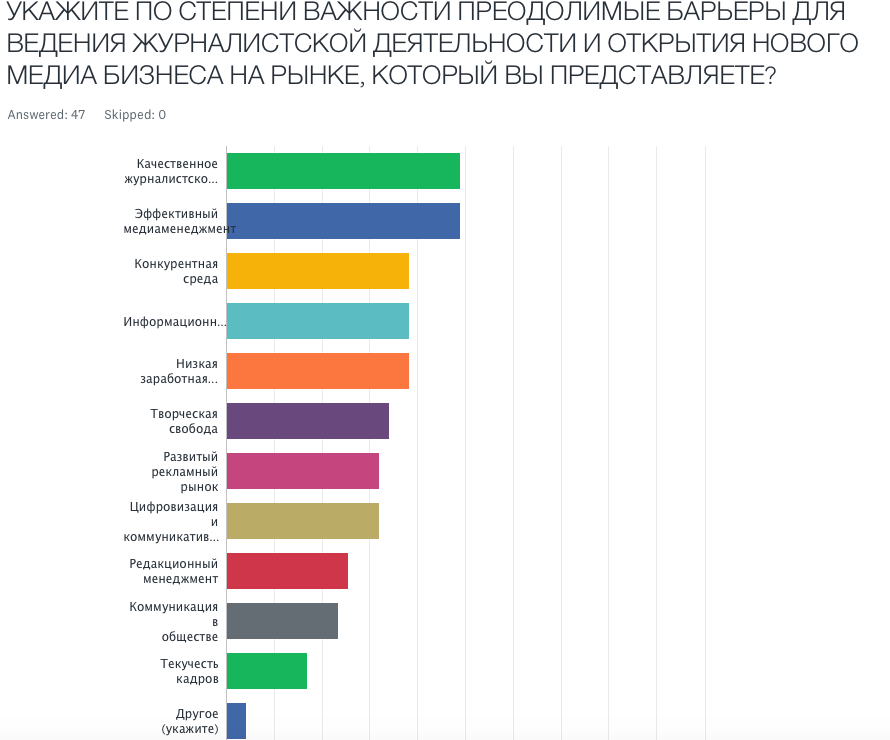 УКАЖИТЕ ПО СТЕПЕНИ ВАЖНОСТИ ПРЕОДОЛИМЫЕ БАРЬЕРЫ ДЛЯ
ВЕДЕНИЯ ЖУРНАЛИСТСКОЙ ДЕЯТЕЛЬНОСТИ И ОТКРЫТИЯ НОВОГО
МЕДИА БИЗНЕСА НА РЫНКЕ, КОТОРЫЙ ВЫ ПРЕДСТАВЛЯЕТЕ?
Answered: 47 Skipped: 0
Качественное
журналистско...
Эффективный
медиаменеджмент
Конкурентная
среда
Информационн...
Низкая
заработная...
Творческая
свобода
Развитый
рекламный
рынок
Цифровизация
и
коммуникатив...
Редакционный
менеджмент
Коммуникация
в
обществе
Текучесть
кадров
Другое
(укажите)